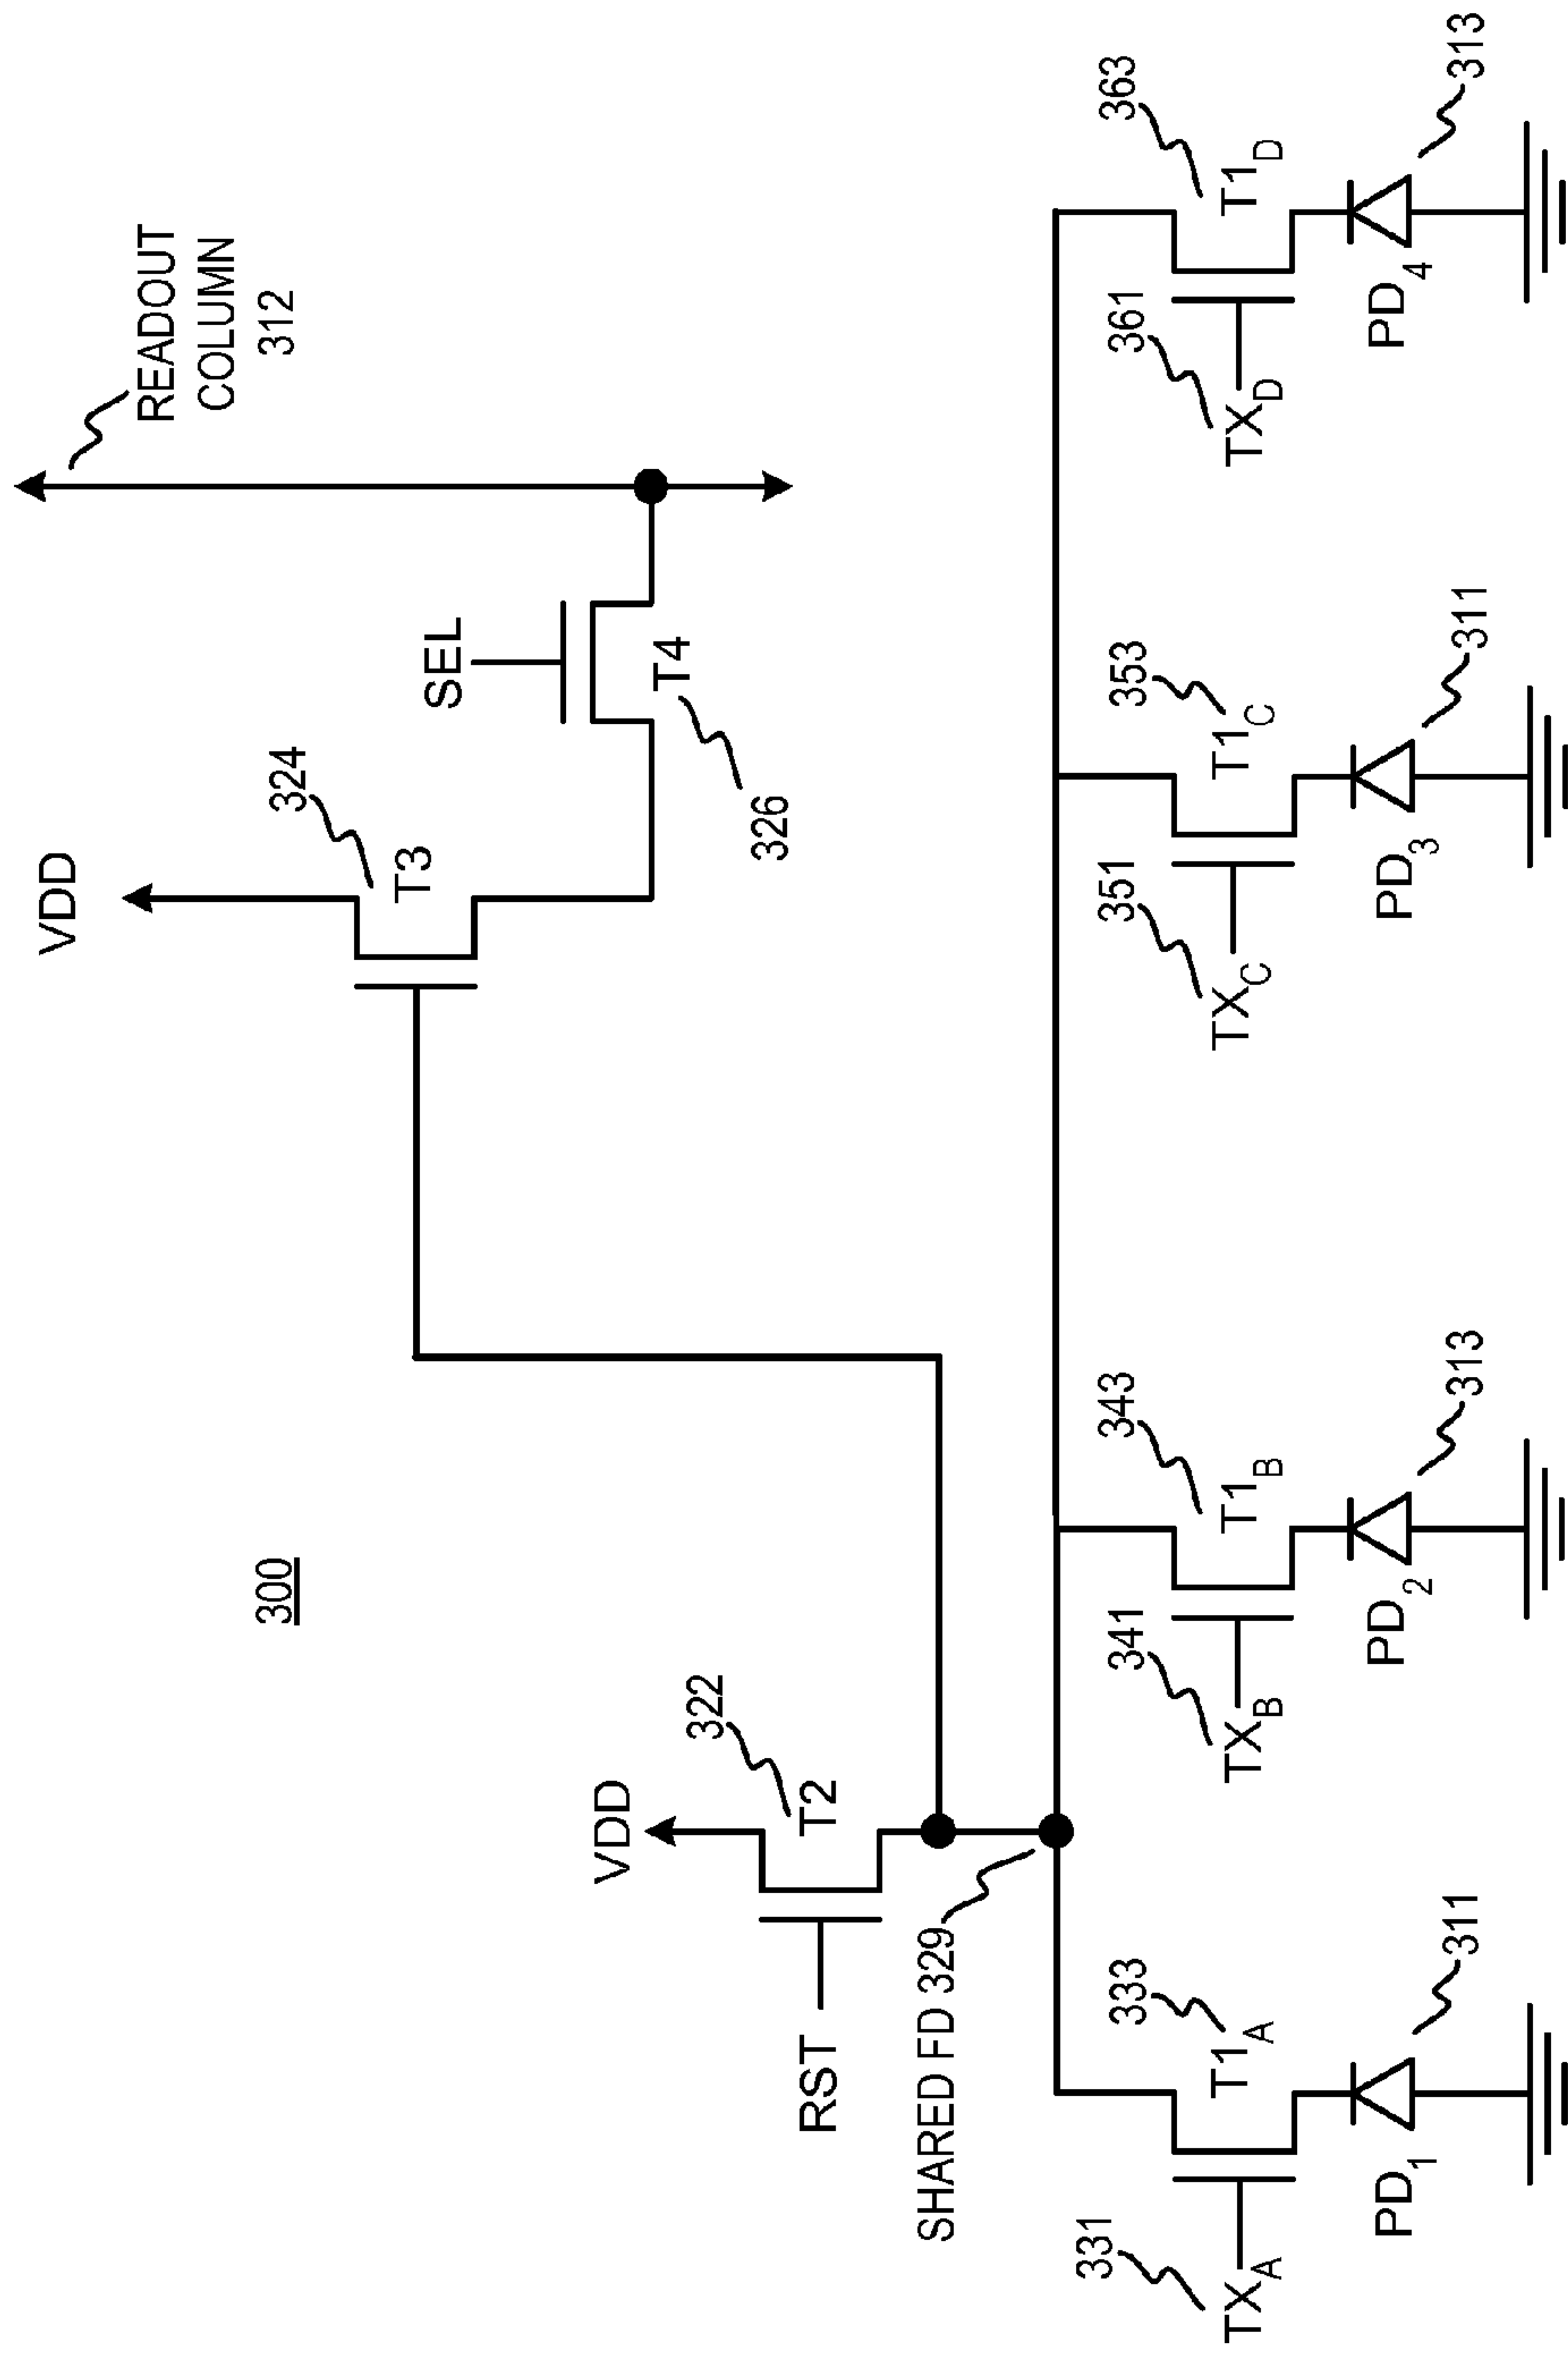 READOUT
COLUMN
312
VDD
324
T3
SEL
T4
326
300
VDD
322
T2
RST
SHARED FD 329
331
TXA
333
T1A
PD1
311
341
TXB
343
T1B
PD2
313
351
TXC
353
T1C
PD3
311
361
TXD
363
T1D
PD4
313